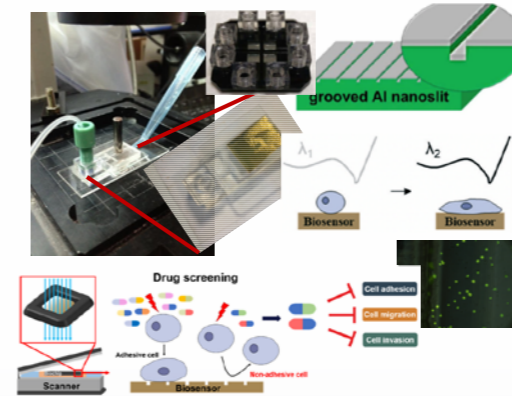 grooved Al nanoslit
λ1
λ2
Biosensor
Biosensor
Drug screening
Cell adhesion
Cell migration
Cell invasion
Adhesive cell
Non-adhesive cell
Scanner
Biosensor